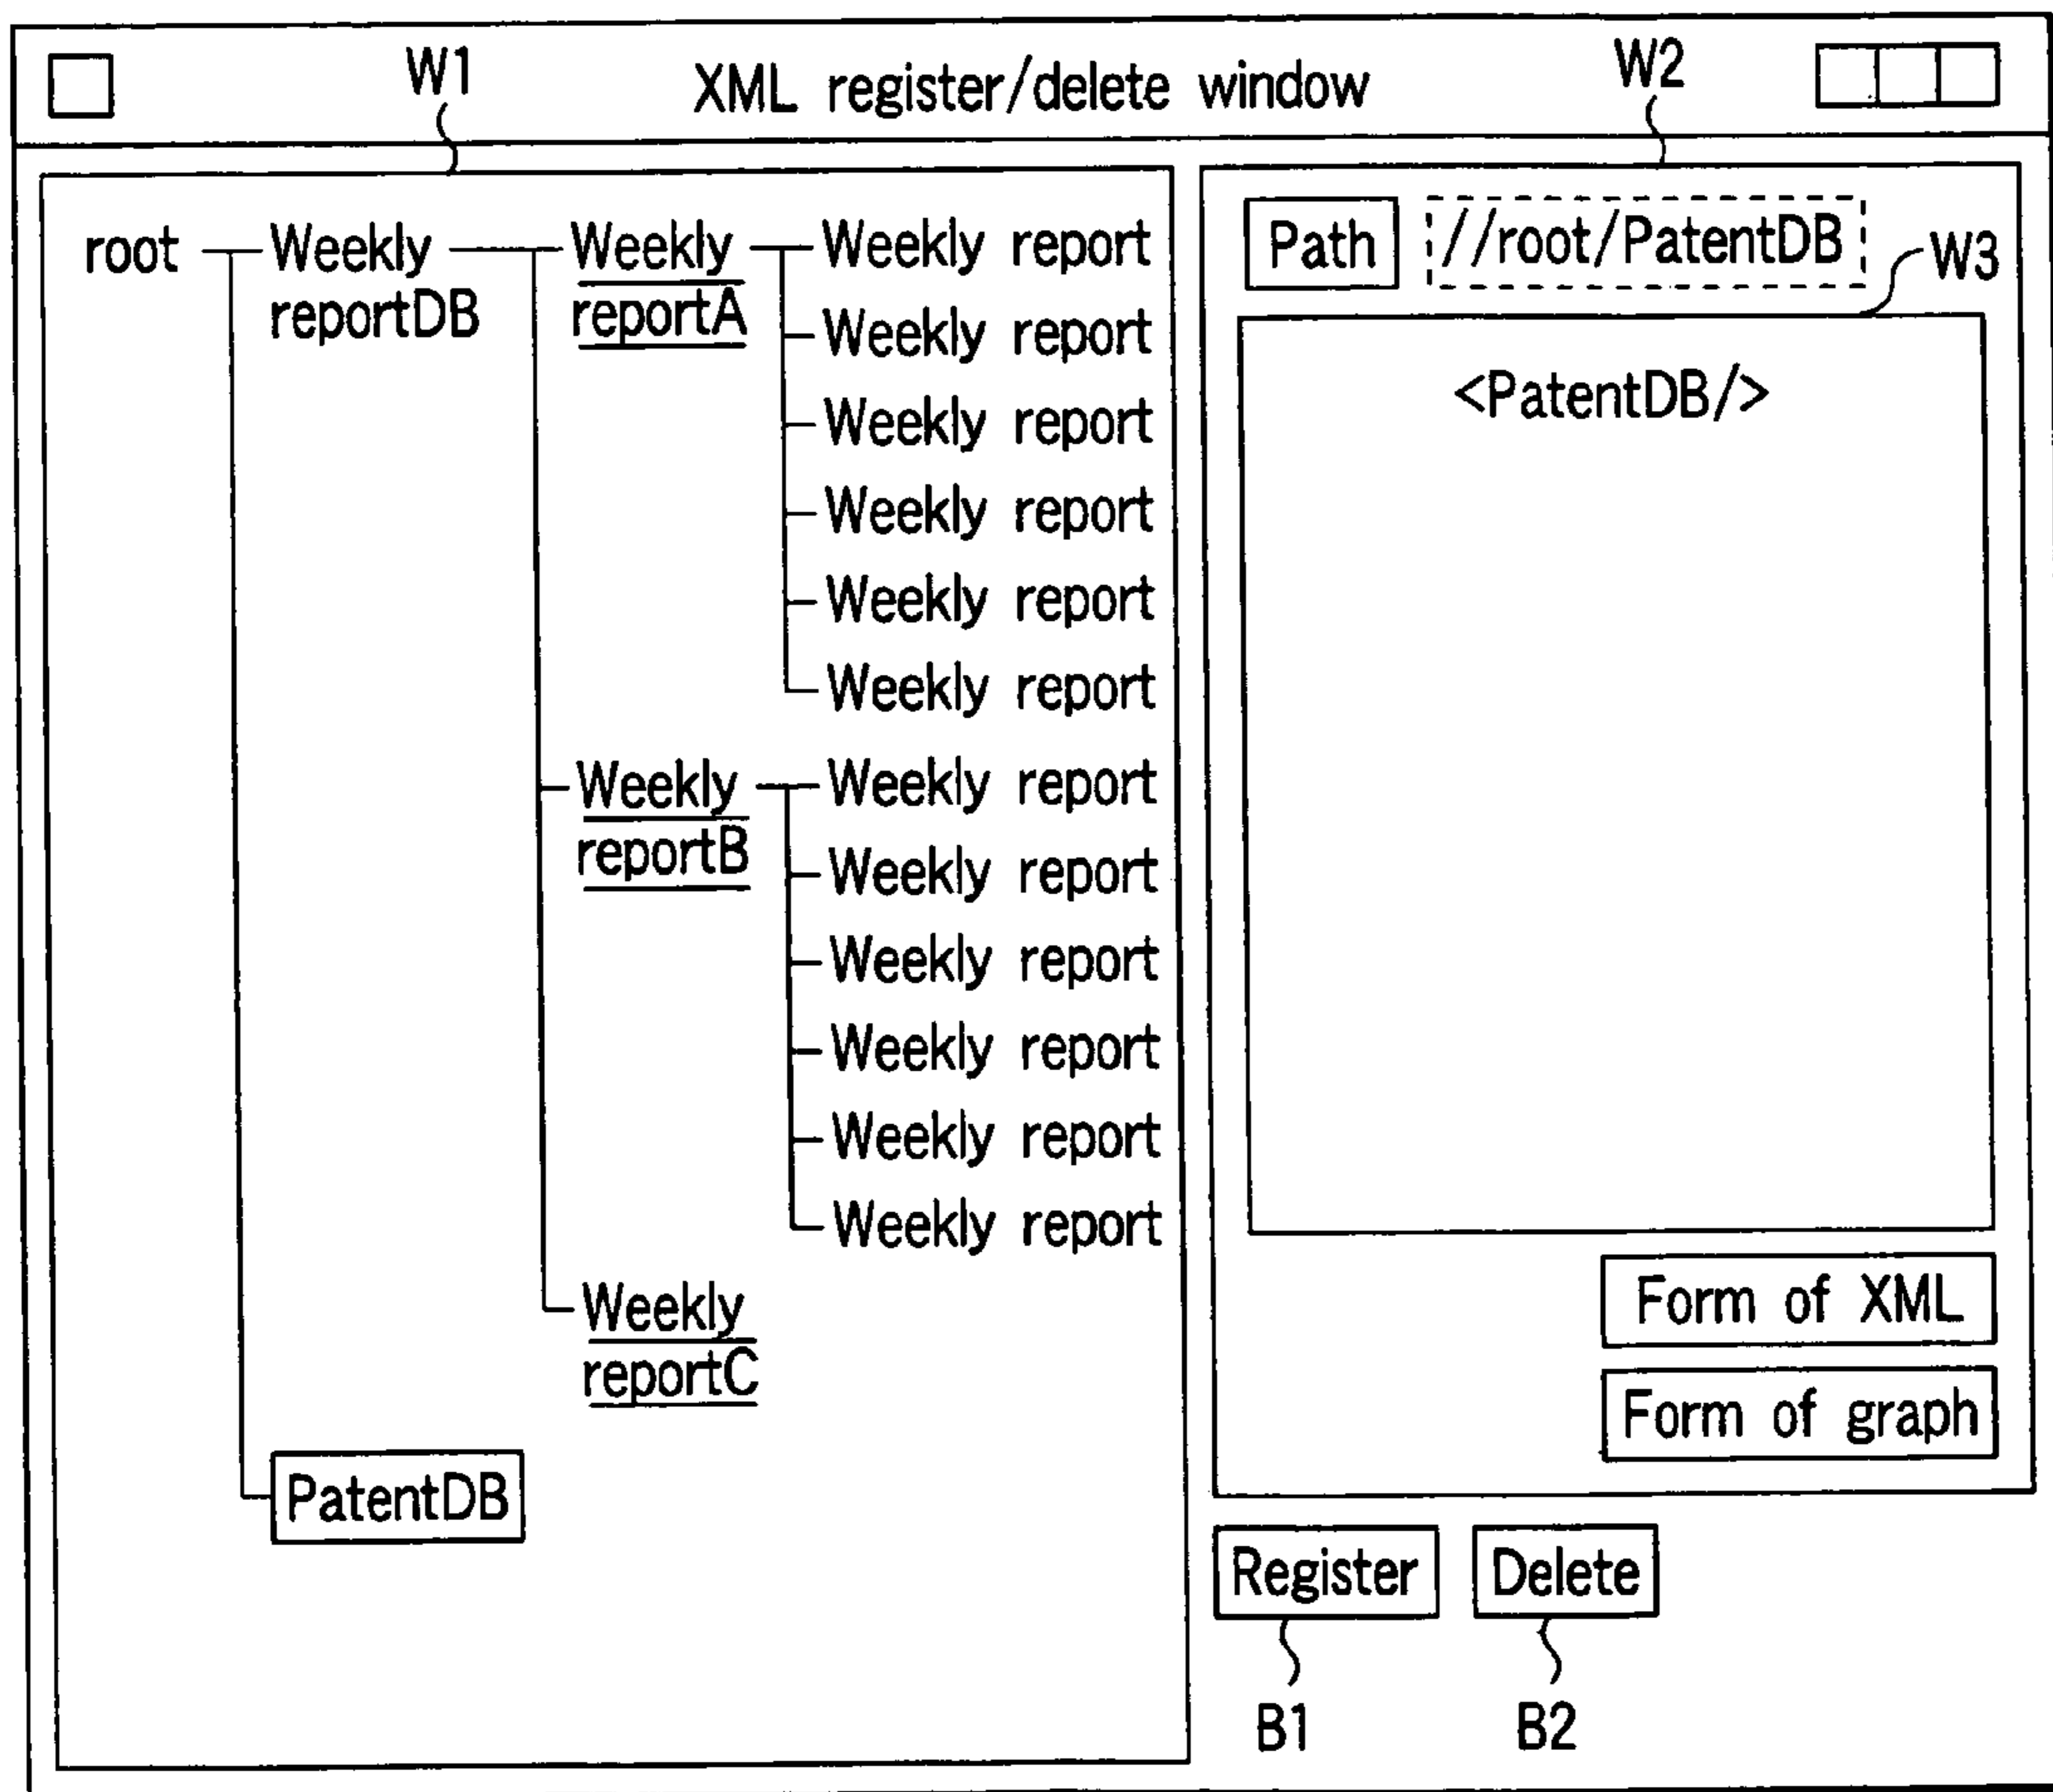 W1
XML register/delete window
W2
root
Weekly
reportDB
Weekly
reportA
Weekly report
Weekly report
Weekly report
Weekly report
Weekly report
Weekly report
Weekly
reportB
Weekly report
Weekly report
Weekly report
Weekly report
Weekly report
Weekly report
Weekly
reportC
PatentDB
Path
//root/PatentDB
W3
<PatentDB/>
Form of XML
Form of graph
Register
Delete
B1
B2